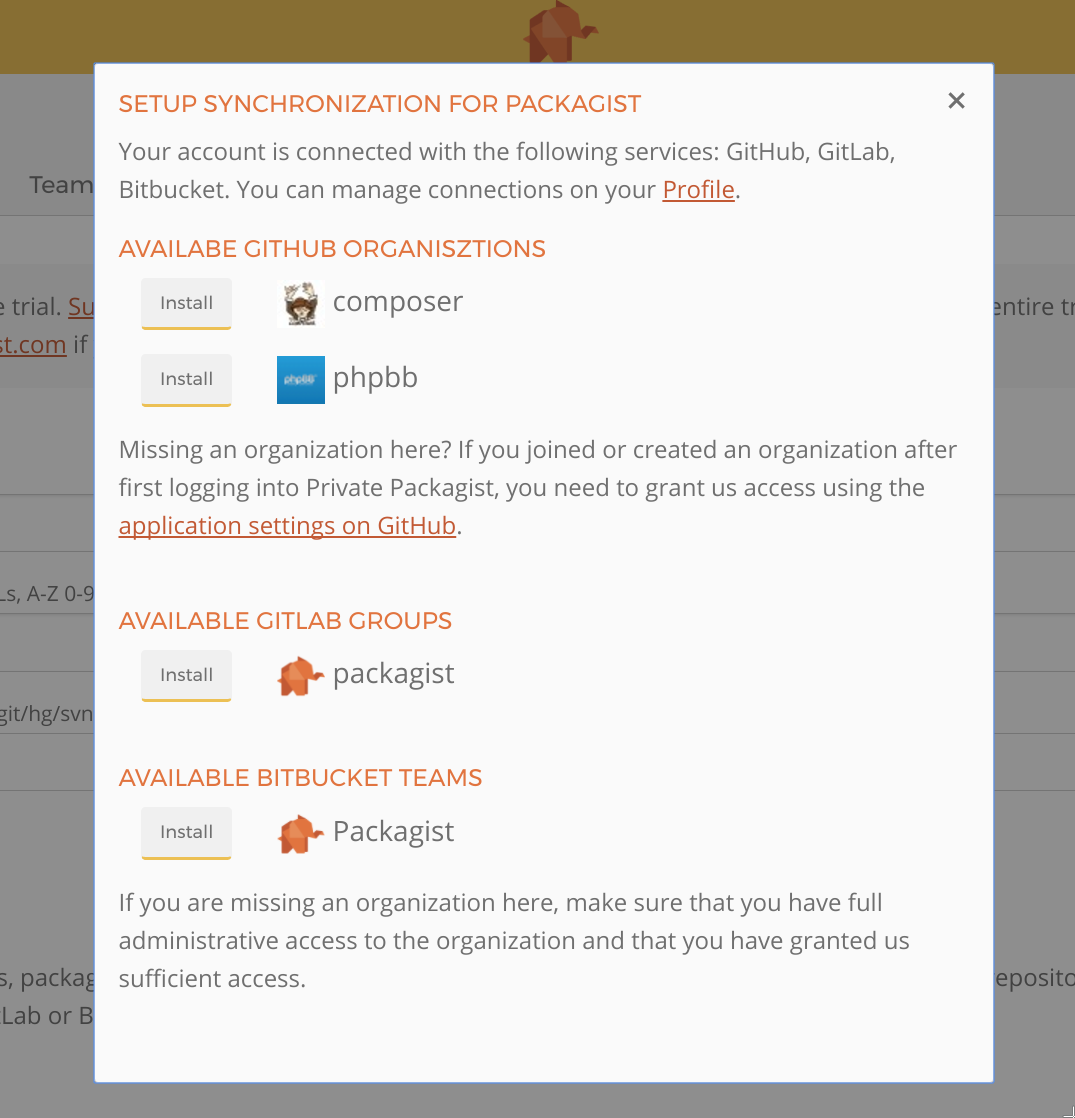 SETUP SYNCHRONIZATION FOR PACKAGIST
Your account is connected with the following services: GitHub, GitLab,
Bitbucket. You can manage connections on your Profile.
Team
AVAILABE GITHUB ORGANISZTIONS
Install composer
e trial. Su
entire tr
st.com if
Install phpBB phpbb
Missing an organization here? If you joined or created an organization after
first logging into Private Packagist, you need to grant us access using the
application settings on GitHub.
Ls, A-Z 0-9
AVAILABLE GITLAB GROUPS
Install packagist
git/hg/svn
AVAILABLE BITBUCKET TEAMS
Install Packagist
If you are missing an organization here, make sure that you have full
administrative access to the organization and that you have granted us
sufficient access.
s, packag
eposito
Lab or B